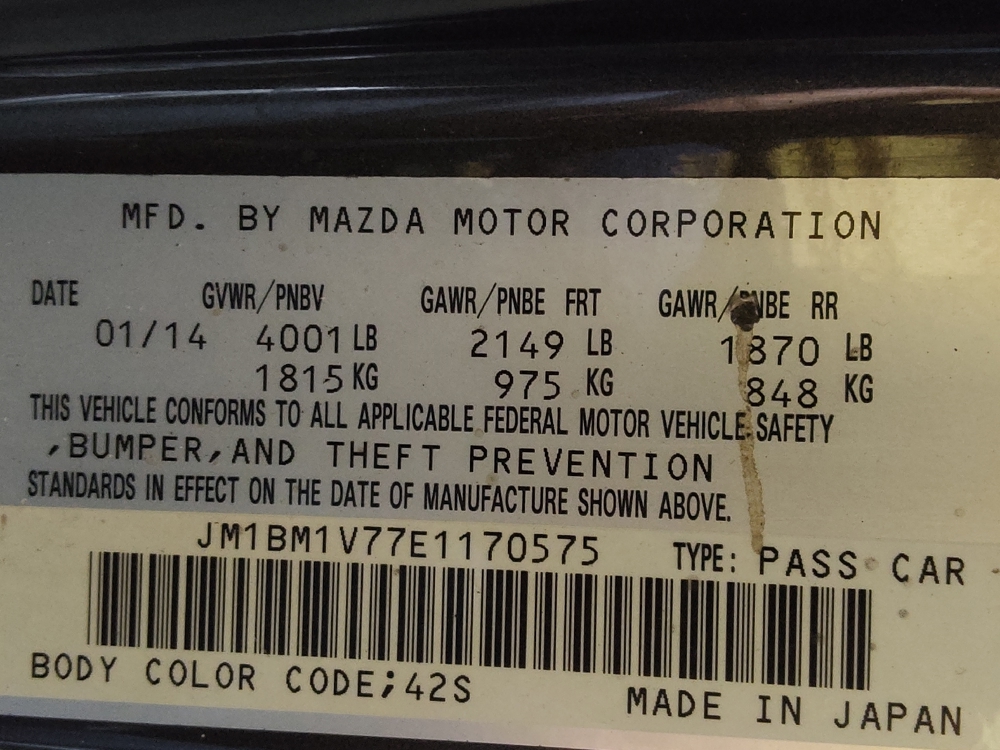 MFD. BY MAZDA MOTOR CORPORATION
DATE GVWR/PNBV GAWR/PNBE FRT GAWR/PNBE RR
01/14 4001 LB 2149 LB 1870 LB
1815 KG 975 KG 848 KG
THIS VEHICLE CONFORMS TO ALL APPLICABLE FEDERAL MOTOR VEHICLE SAFETY
,BUMPER,AND THEFT PREVENTION
STANDARDS IN EFFECT ON THE DATE OF MANUFACTURE SHOWN ABOVE.
JM1BM1V77E1170575 TYPE: PASS CAR
BODY COLOR CODE;42S MADE IN JAPAN